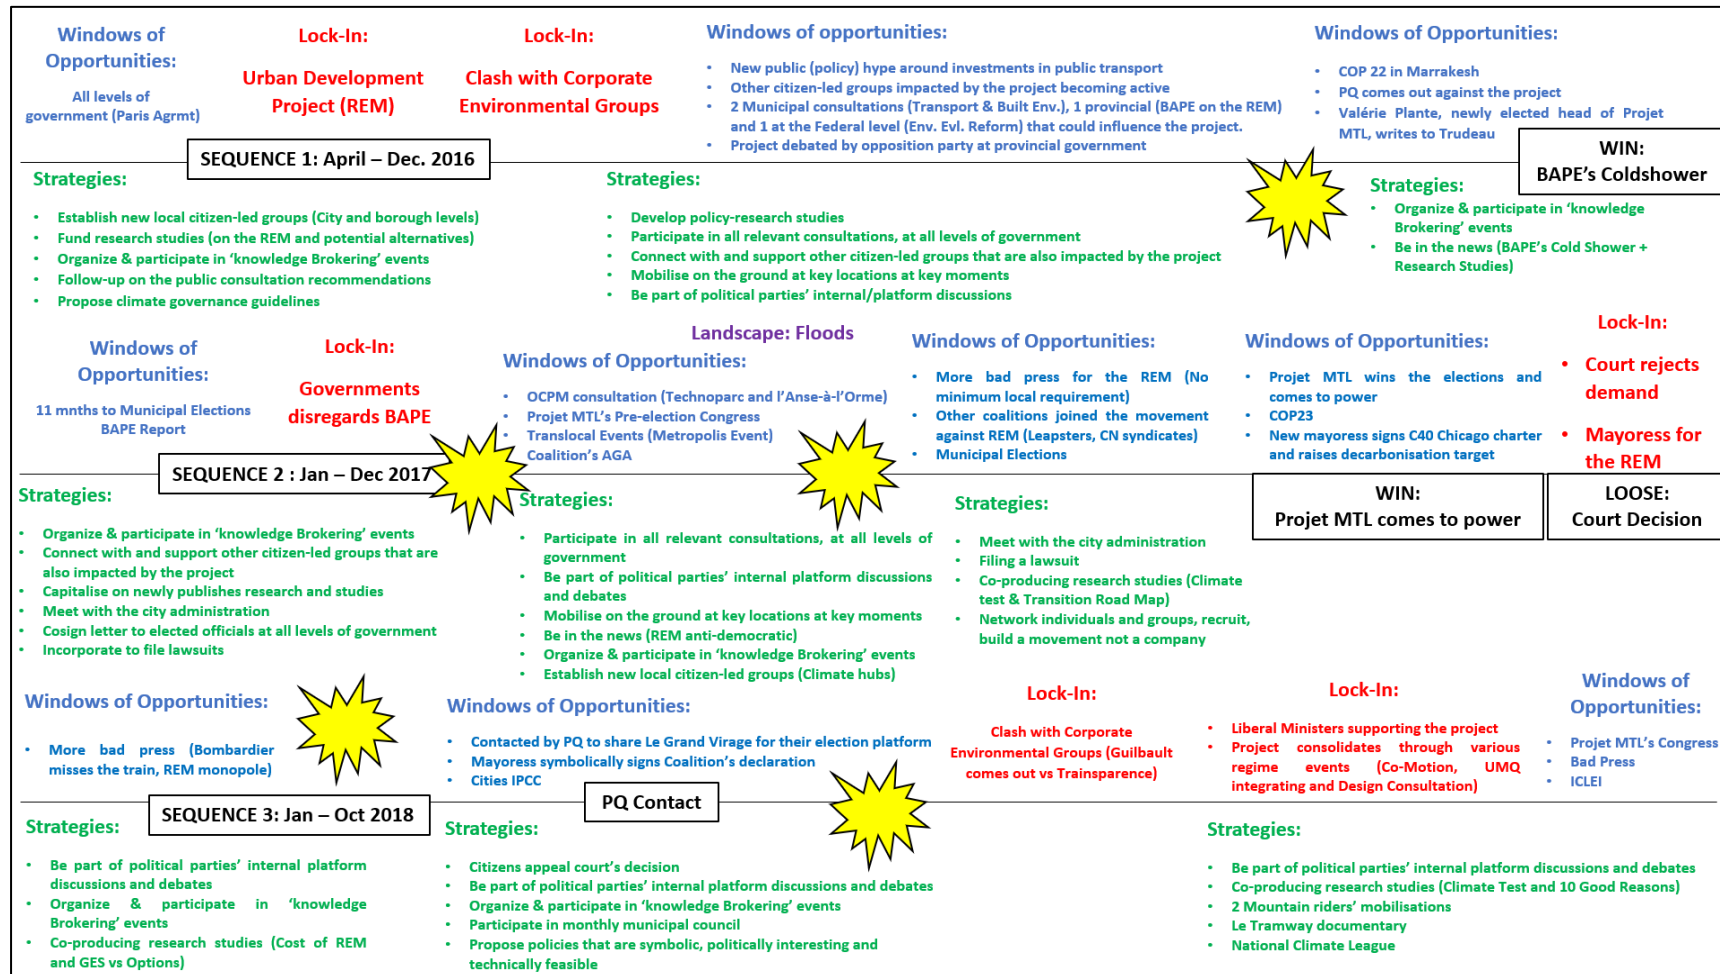 Windows of
Opportunities:
All levels of
government (Paris Agrmt)
Lock-In:
Urban Development
Project (REM)
Lock-In:
Clash with Corporate
Environmental Groups
Windows of opportunities:
• New public (policy) hype around investments in public transport
• Other citizen-led groups impacted by the project becoming active
• 2 Municipal consultations (Transport & Built Env.), 1 provincial (BAPE on the REM)
and 1 at the Federal level (Env. Evl. Reform) that could influence the project.
• Project debated by opposition party at provincial government
Windows of Opportunities:
• COP 22 in Marrakesh
• PQ comes out against the project
• Valérie Plante, newly elected head of Projet
MTL, writes to Trudeau
SEQUENCE 1: April – Dec. 2016
WIN:
BAPE's Coldshower
Strategies:
• Establish new local citizen-led groups (City and borough levels)
• Fund research studies (on the REM and potential alternatives)
• Organize & participate in 'knowledge Brokering' events
• Follow-up on the public consultation recommendations
• Propose climate governance guidelines
Strategies:
• Develop policy-research studies
• Participate in all relevant consultations, at all levels of government
• Connect with and support other citizen-led groups that are also impacted by the project
• Mobilise on the ground at key locations at key moments
• Be part of political parties' internal/platform discussions
Strategies:
• Organize & participate in 'knowledge
Brokering' events
• Be in the news (BAPE's Cold Shower +
Research Studies)
Windows of
Opportunities:
11 mnths to Municipal Elections
BAPE Report
Lock-In:
Governments
disregards BAPE
Landscape: Floods
Windows of Opportunities:
• OCPM consultation (Technoparc and l'Anse-à-l'Orme)
• Projet MTL's Pre-election Congress
• Translocal Events (Metropolis Event)
• Coalition's AGA
Windows of Opportunities:
• More bad press for the REM (No
minimum local requirement)
• Other coalitions joined the movement
against REM (Leapsters, CN syndicates)
• Municipal Elections
Windows of Opportunities:
• Projet MTL wins the elections and
comes to power
• COP23
• New mayoress signs C40 Chicago charter
and raises decarbonisation target
Lock-In:
• Court rejects
demand
• Mayoress for
the REM
SEQUENCE 2 : Jan – Dec 2017
WIN:
Projet MTL comes to power
LOOSE:
Court Decision
Strategies:
• Organize & participate in 'knowledge Brokering' events
• Connect with and support other citizen-led groups that are
also impacted by the project
• Capitalise on newly publishes research and studies
• Meet with the city administration
• Cosign letter to elected officials at all levels of government
• Incorporate to file lawsuits
Strategies:
• Participate in all relevant consultations, at all levels of
government
• Be part of political parties' internal platform discussions
and debates
• Mobilise on the ground at key locations at key moments
• Be in the news (REM anti-democratic)
• Organize & participate in 'knowledge Brokering' events
• Establish new local citizen-led groups (Climate hubs)
Strategies:
• Meet with the city administration
• Filing a lawsuit
• Co-producing research studies (Climate
test & Transition Road Map)
• Network individuals and groups, recruit,
build a movement not a company
Windows of Opportunities:
• More bad press (Bombardier
misses the train, REM monopole)
Windows of Opportunities:
• Contacted by PQ to share Le Grand Virage for their election platform
• Mayoress symbolically signs Coalition's declaration
• Cities IPCC
Lock-In:
Clash with Corporate
Environmental Groups (Guilbault
comes out vs Trainsparence)
Lock-In:
• Liberal Ministers supporting the project
• Project consolidates through various
regime events (Co-Motion, UMQ
integrating and Design Consultation)
Windows of
Opportunities:
• Projet MTL's Congress
• Bad Press
• ICLEI
SEQUENCE 3: Jan – Oct 2018
PQ Contact
Strategies:
• Be part of political parties' internal platform
discussions and debates
• Organize & participate in 'knowledge
Brokering' events
• Co-producing research studies (Cost of REM
and GES vs Options)
Strategies:
• Citizens appeal court's decision
• Be part of political parties' internal platform discussions and debates
• Organize & participate in 'knowledge Brokering' events
• Participate in monthly municipal council
• Propose policies that are symbolic, politically interesting and
technically feasible
Strategies:
• Be part of political parties' internal platform discussions and debates
• Co-producing research studies (Climate Test and 10 Good Reasons)
• 2 Mountain riders' mobilisations
• Le Tramway documentary
• National Climate League